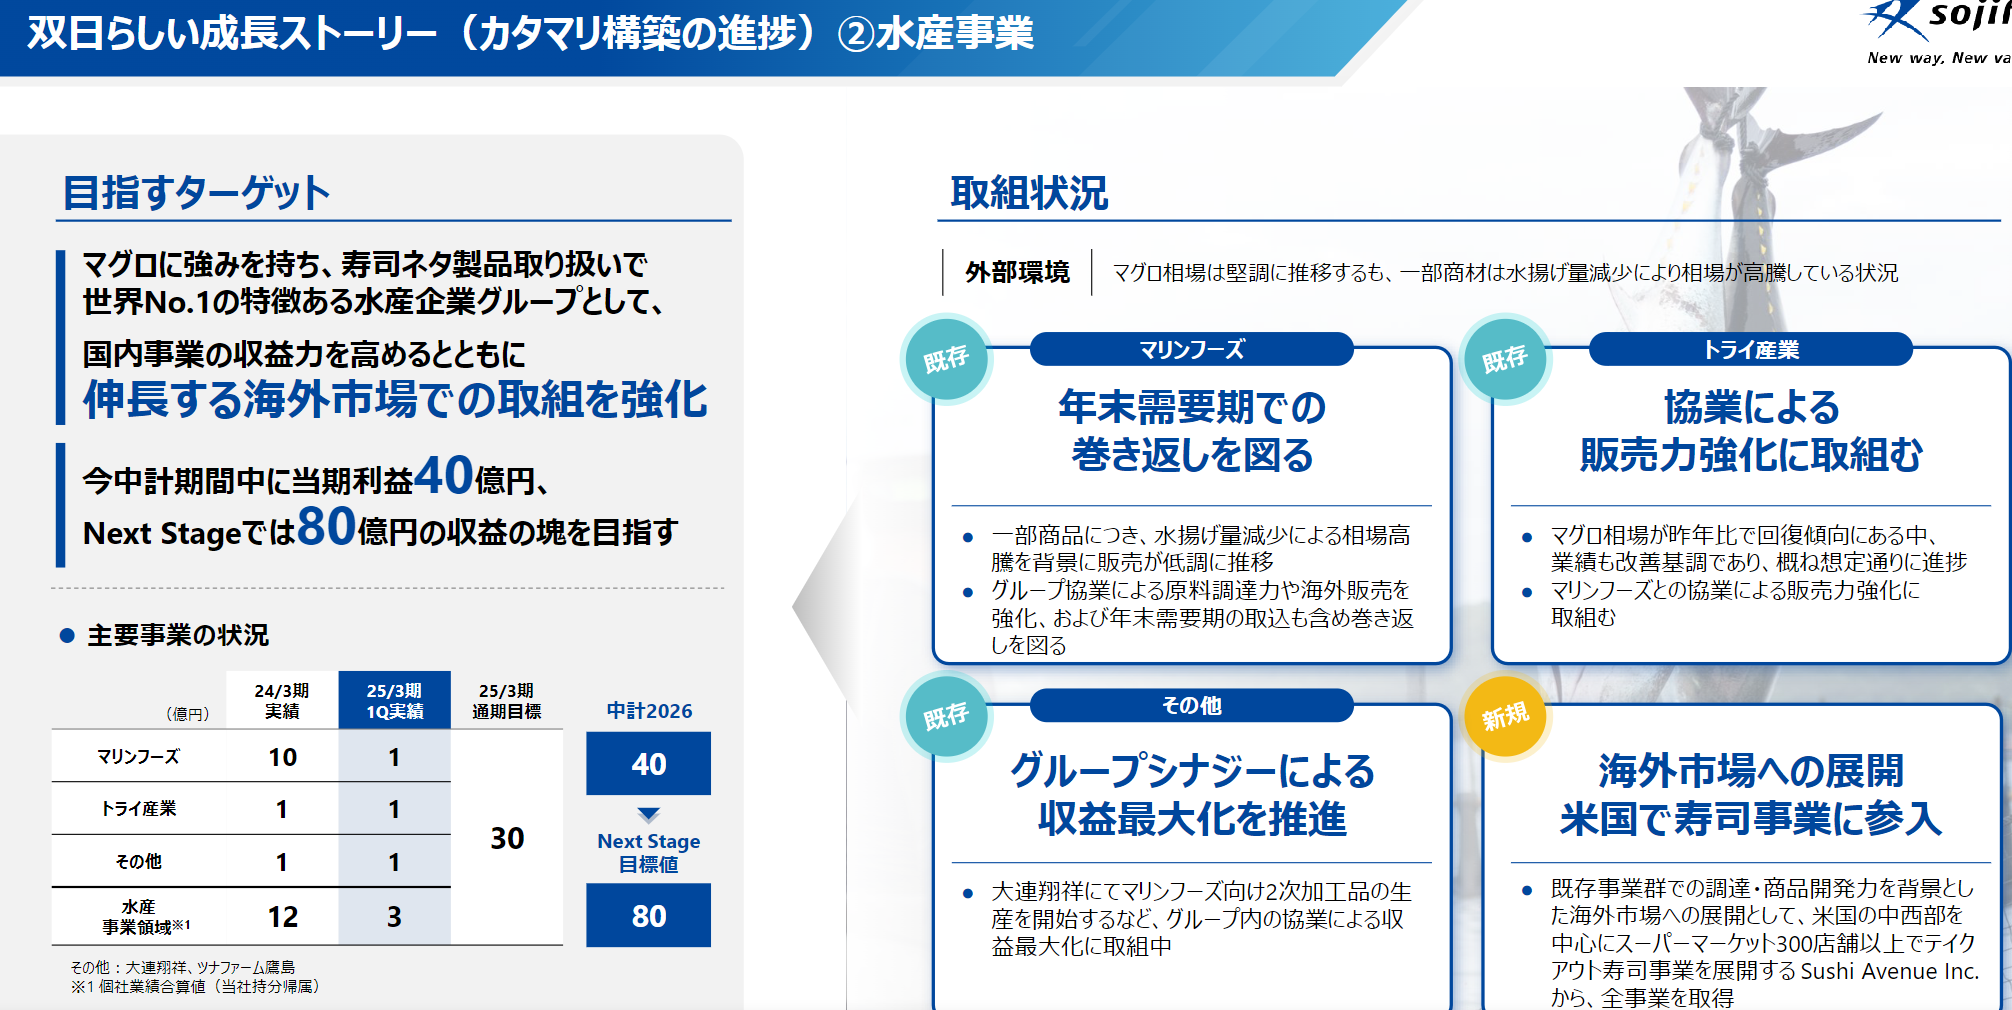 双日らしい成長ストーリー（カタマリ構築の進捗）②水産事業
soji
New way, New va
目指すターゲット
マグロに強みを持ち、寿司ネタ製品取り扱いで
世界No.1の特徴ある水産企業グループとして、
国内事業の収益力を高めるとともに
伸長する海外市場での取組を強化
今中計期間中に当期利益40億円、
Next Stageでは80億円の収益の塊を目指す
● 主要事業の状況
（億円） 24/3期 実績 25/3期 1Q実績 25/3期 通期目標
マリンフーズ 10 1
トライ産業 1 1
その他 1 1
水産 事業領域※1 12 3
30
中計2026
40
Next Stage
目標値
80
その他：大連翔祥、ツナファーム鷹島
※1 個社業績合算値（当社持分帰属）
取組状況
外部環境 マグロ相場は堅調に推移するも、一部商材は水揚げ量減少により相場が高騰している状況
既存
マリンフーズ
年末需要期での
巻き返しを図る
● 一部商品につき、水揚げ量減少による相場高
騰を背景に販売が低調に推移
● グループ協業による原料調達力や海外販売を
強化、および年末需要期の取込も含め巻き返
しを図る
既存
トライ産業
協業による
販売力強化に取組む
● マグロ相場が昨年比で回復傾向にある中、
業績も改善基調であり、概ね想定通りに進捗
● マリンフーズとの協業による販売力強化に
取組む
既存
その他
グループシナジーによる
収益最大化を推進
● 大連翔祥にてマリンフーズ向け2次加工品の生
産を開始するなど、グループ内の協業による収
益最大化に取組中
新規
海外市場への展開
米国で寿司事業に参入
● 既存事業群での調達・商品開発力を背景とし
た海外市場への展開として、米国の中西部を
中心にスーパーマーケット300店舗以上でテイク
アウト寿司事業を展開する Sushi Avenue Inc.
から、全事業を取得